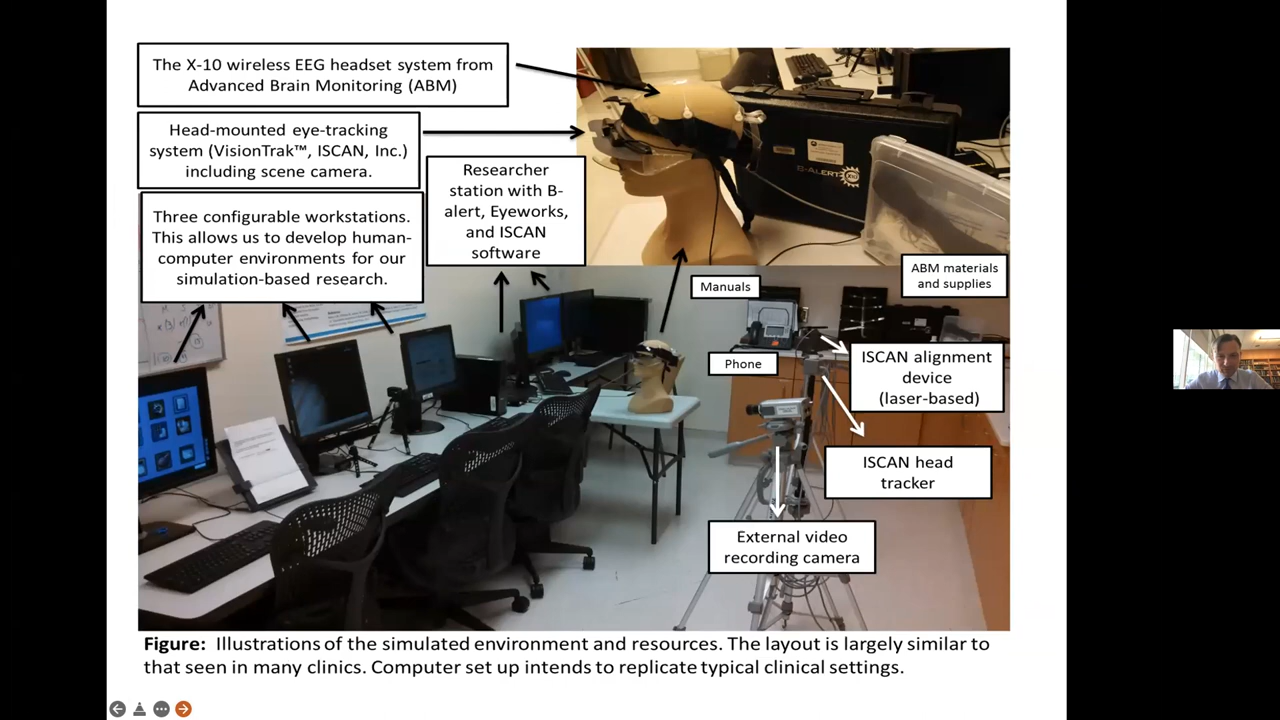 The X-10 wireless EEG headset system from
Advanced Brain Monitoring (ABM)
Head-mounted eye-tracking
system (VisionTrak™, ISCAN, Inc.)
including scene camera.
Three configurable workstations.
This allows us to develop human-
computer environments for our
simulation-based research.
Researcher
station with B-
alert, Eyeworks,
and ISCAN
software
B-ALERT
Manuals
ABM materials
and supplies
Phone
ISCAN alignment
device
(laser-based)
ISCAN head
tracker
External video
recording camera
Figure: Illustrations of the simulated environment and resources. The layout is largely similar to
that seen in many clinics. Computer set up intends to replicate typical clinical settings.